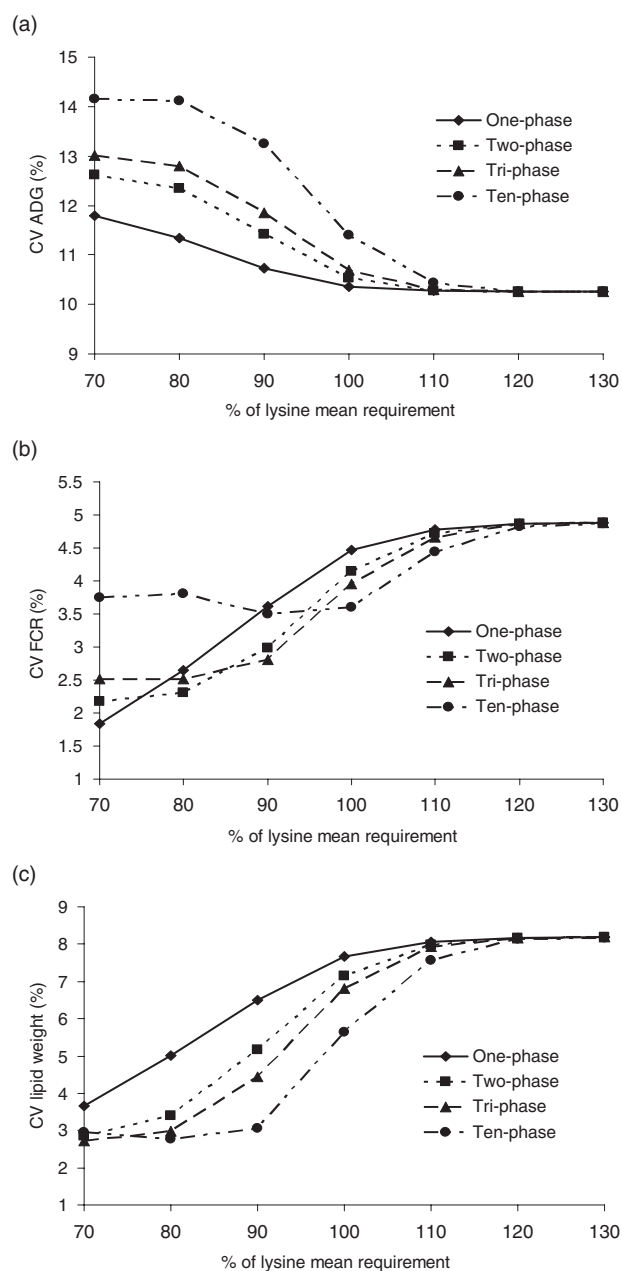 (a)
CV ADG (%)
15
14
13
12
11
10
9
One-phase
Two-phase
Tri-phase
Ten-phase
70 80 90 100 110 120 130
% of lysine mean requirement
(b)
CV FCR (%)
5.5
5
4.5
4
3.5
3
2.5
2
1.5
1
One-phase
Two-phase
Tri-phase
Ten-phase
70 80 90 100 110 120 130
% of lysine mean requirement
(c)
CV lipid weight (%)
9
8
7
6
5
4
3
2
1
One-phase
Two-phase
Tri-phase
Ten-phase
70 80 90 100 110 120 130
% of lysine mean requirement